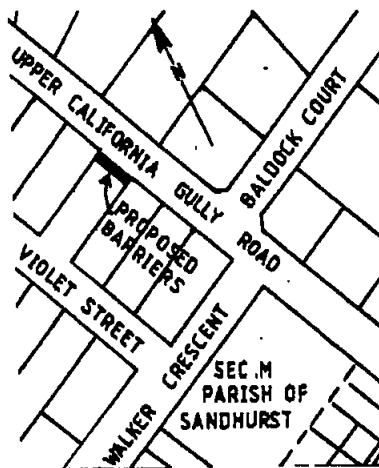 UPPER CALIFORNIA GULLY ROAD
N
BALDOCK COURT
PROPOSED
BARRIERS
VIOLET STREET
WALKER CRESCENT
SEC.M
PARISH OF
SANDHURST